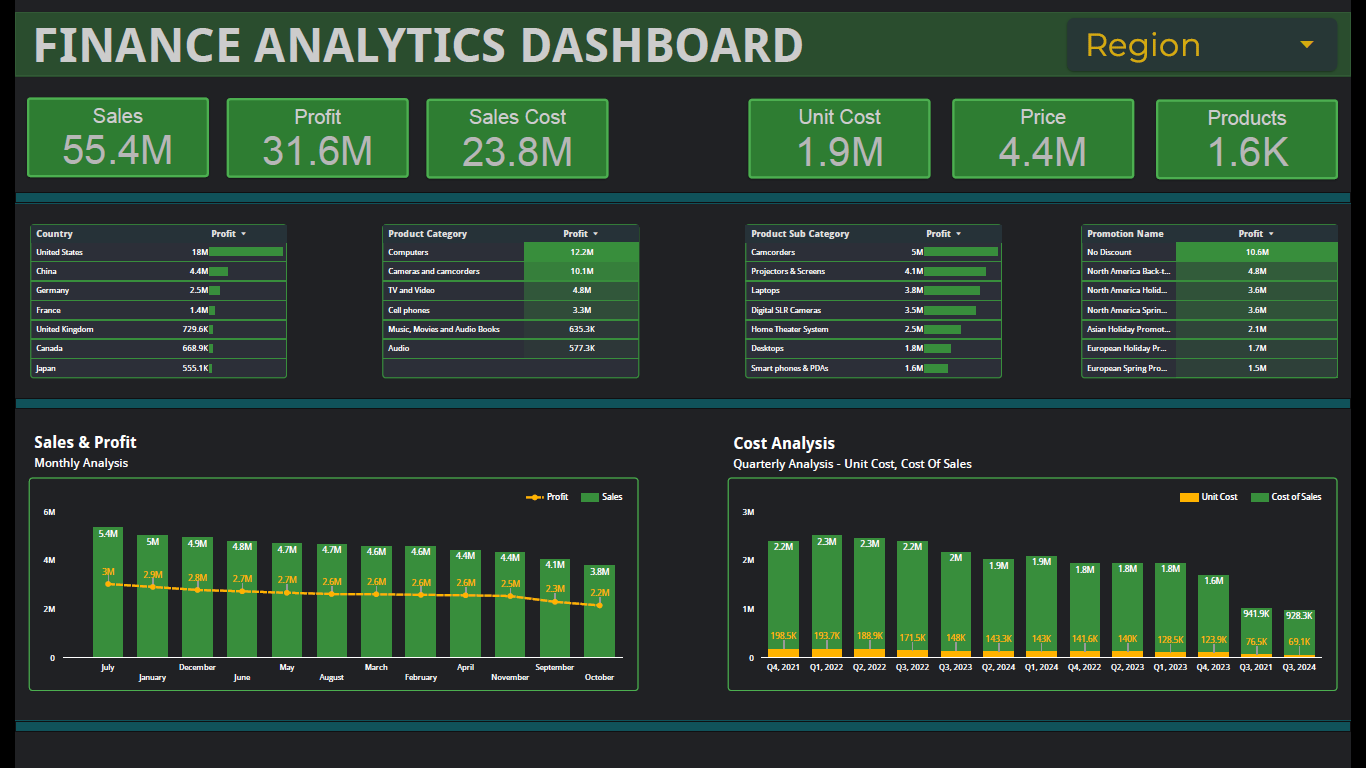 FINANCE ANALYTICS DASHBOARD
Region
Sales
55.4M
Profit
31.6M
Sales Cost
23.8M
Unit Cost
1.9M
Price
4.4M
Products
1.6K
Country Profit
United States 18M
China 4.4M
Germany 2.5M
France 1.4M
United Kingdom 729.6K
Canada 668.9K
Japan 555.1K
Product Category Profit
Computers 12.2M
Cameras and camcorders 10.1M
TV and Video 4.8M
Cell phones 3.3M
Music, Movies and Audio Books 635.3K
Audio 577.3K
Product Sub Category Profit
Camcorders 5M
Projectors & Screens 4.1M
Laptops 3.8M
Digital SLR Cameras 3.5M
Home Theater System 2.5M
Desktops 1.8M
Smart phones & PDAs 1.6M
Promotion Name Profit
No Discount 10.6M
North America Back-t... 4.8M
North America Holid... 3.6M
North America Sprin... 3.6M
Asian Holiday Promot... 2.1M
European Holiday Pr... 1.7M
European Spring Pro... 1.5M
Sales & Profit
Monthly Analysis
Profit Sales
6M
4M
2M
0
5.4M 5M 4.9M 4.8M 4.7M 4.7M 4.6M 4.6M 4.4M 4.4M 4.1M 3.8M
3M 2.9M 2.8M 2.7M 2.7M 2.6M 2.6M 2.6M 2.6M 2.5M 2.3M 2.2M
July December May March April September
January June August February November October
Cost Analysis
Quarterly Analysis - Unit Cost, Cost Of Sales
Unit Cost Cost of Sales
3M
2M
1M
0
2.2M 2.3M 2.3M 2.2M 2M 1.9M 1.9M 1.8M 1.8M 1.8M 1.6M 941.9K 928.3K
198.5K 193.7K 188.9K 171.5K 148K 143.3K 143K 141.6K 140K 128.5K 123.9K 76.5K 69.1K
Q4, 2021 Q1, 2022 Q2, 2022 Q3, 2022 Q3, 2023 Q2, 2024 Q1, 2024 Q4, 2022 Q2, 2023 Q1, 2023 Q4, 2023 Q3, 2021 Q3, 2024